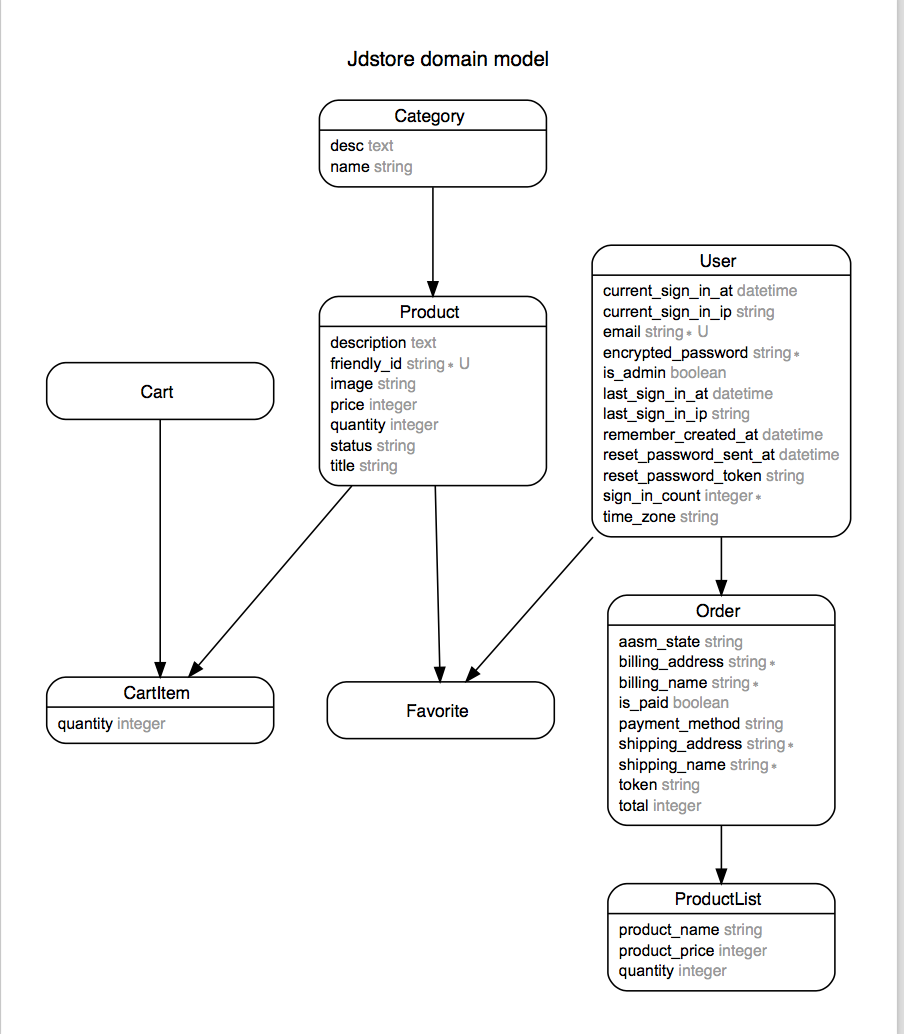 Jdstore domain model
Category
desc text
name string
Product
description text
friendly_id string * U
image string
price integer
quantity integer
status string
title string
User
current_sign_in_at datetime
current_sign_in_ip string
email string * U
encrypted_password string *
is_admin boolean
last_sign_in_at datetime
last_sign_in_ip string
remember_created_at datetime
reset_password_sent_at datetime
reset_password_token string
sign_in_count integer *
time_zone string
Cart
CartItem
quantity integer
Favorite
Order
aasm_state string
billing_address string *
billing_name string *
is_paid boolean
payment_method string
shipping_address string *
shipping_name string *
token string
total integer
ProductList
product_name string
product_price integer
quantity integer